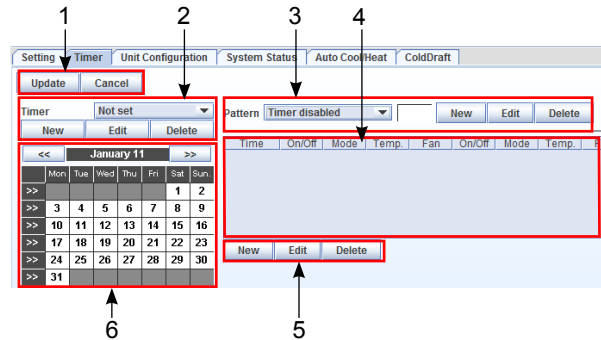 1 2 3 4
Setting Timer Unit Configuration System Status Auto Cool/Heat ColdDraft
Update Cancel
Timer Not set
New Edit Delete
Pattern Timer disabled New Edit Delete
Time On/Off Mode Temp. Fan On/Off Mode Temp.
<< January 11 >>
Mon Tue Wed Thu Fri Sat Sun.
>> 1 2
>> 3 4 5 6 7 8 9
>> 10 11 12 13 14 15 16
>> 17 18 19 20 21 22 23
>> 24 25 26 27 28 29 30
>> 31
New Edit Delete
6 5